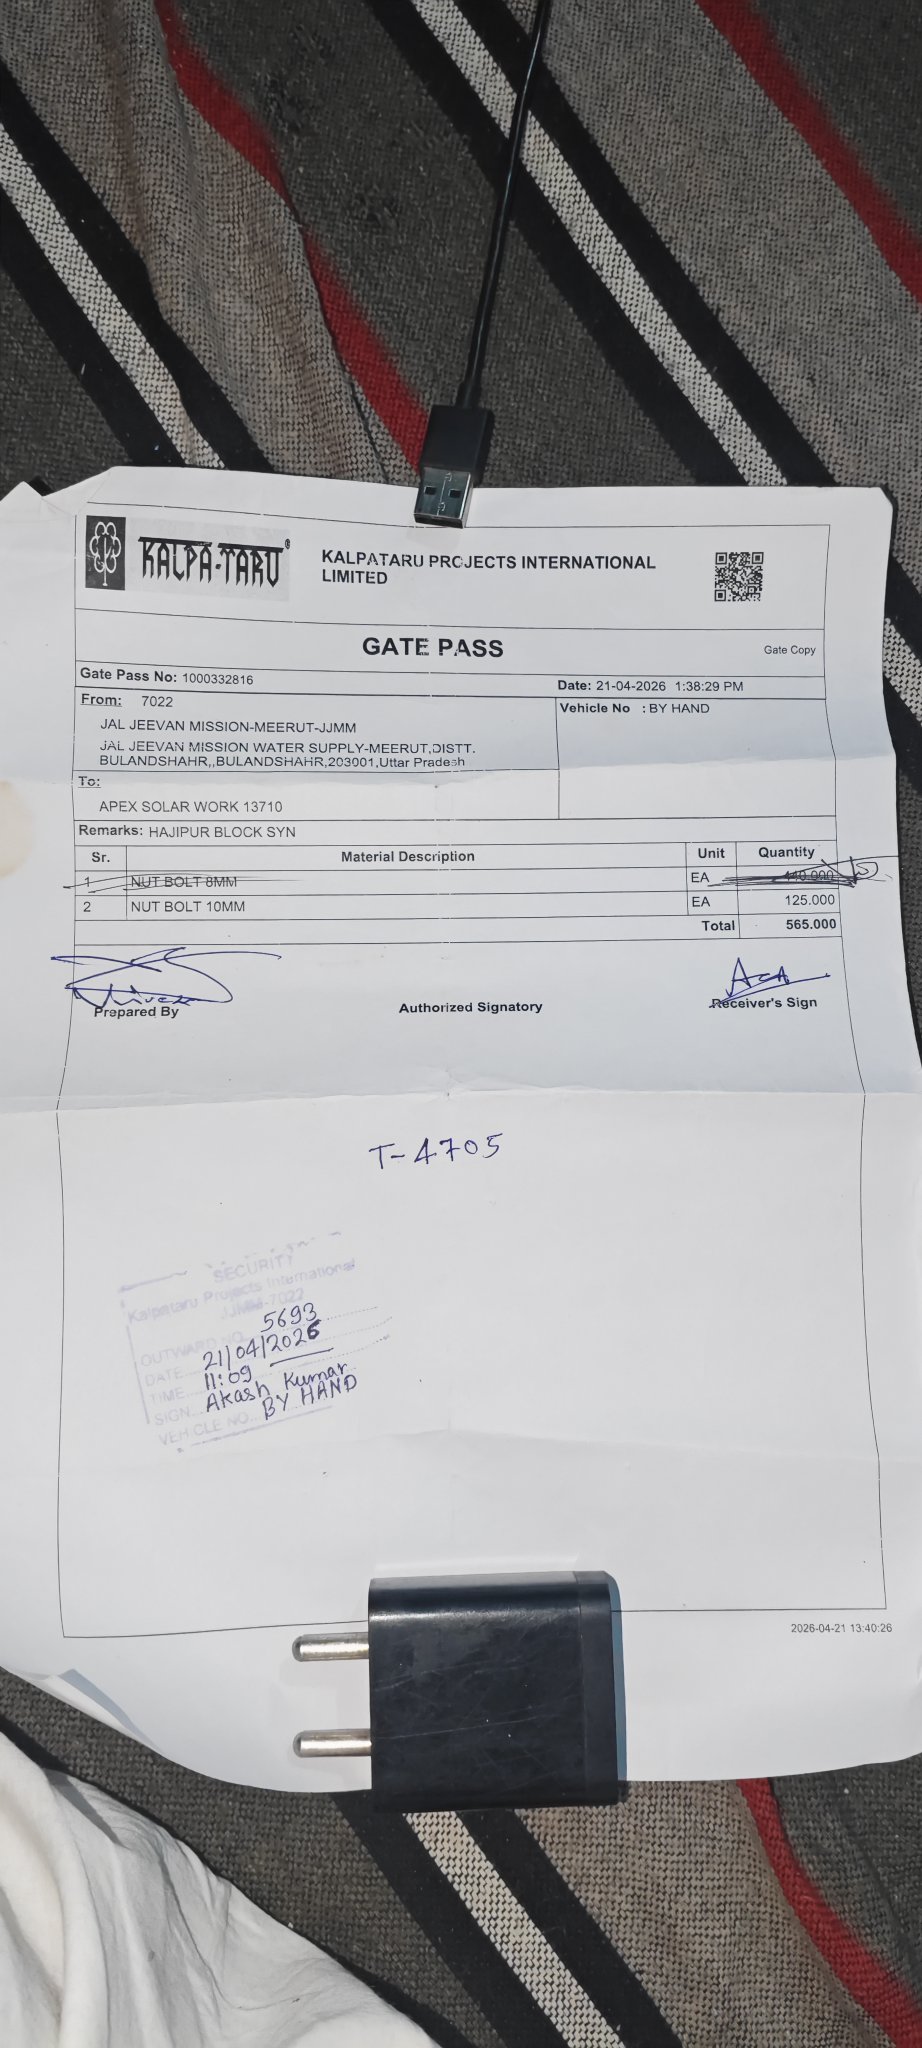 KALPA-TARU®
KALPATARU PROJECTS INTERNATIONAL
LIMITED
GATE PASS
Gate Copy
Gate Pass No: 1000332816
Date: 21-04-2026 1:38:29 PM
From: 7022
Vehicle No : BY HAND
JAL JEEVAN MISSION-MEERUT-JJMM
JAL JEEVAN MISSION WATER SUPPLY-MEERUT,DISTT.
BULANDSHAHR,,BULANDSHAHR,203001,Uttar Pradesh
To:
APEX SOLAR WORK 13710
Remarks: HAJIPUR BLOCK SYN
Sr. Material Description Unit Quantity
1 NUT BOLT 8MM EA 440.000
2 NUT BOLT 10MM EA 125.000
Total 565.000
Prepared By Authorized Signatory Receiver's Sign
T-4705
SECURITY
Kalpataru Projects International
JJMM-7022
OUTWARD NO. 5693
DATE 21/04/2026
TIME 11:09
SIGN Akash Kumar
VEHICLE NO. BY HAND
2026-04-21 13:40:26